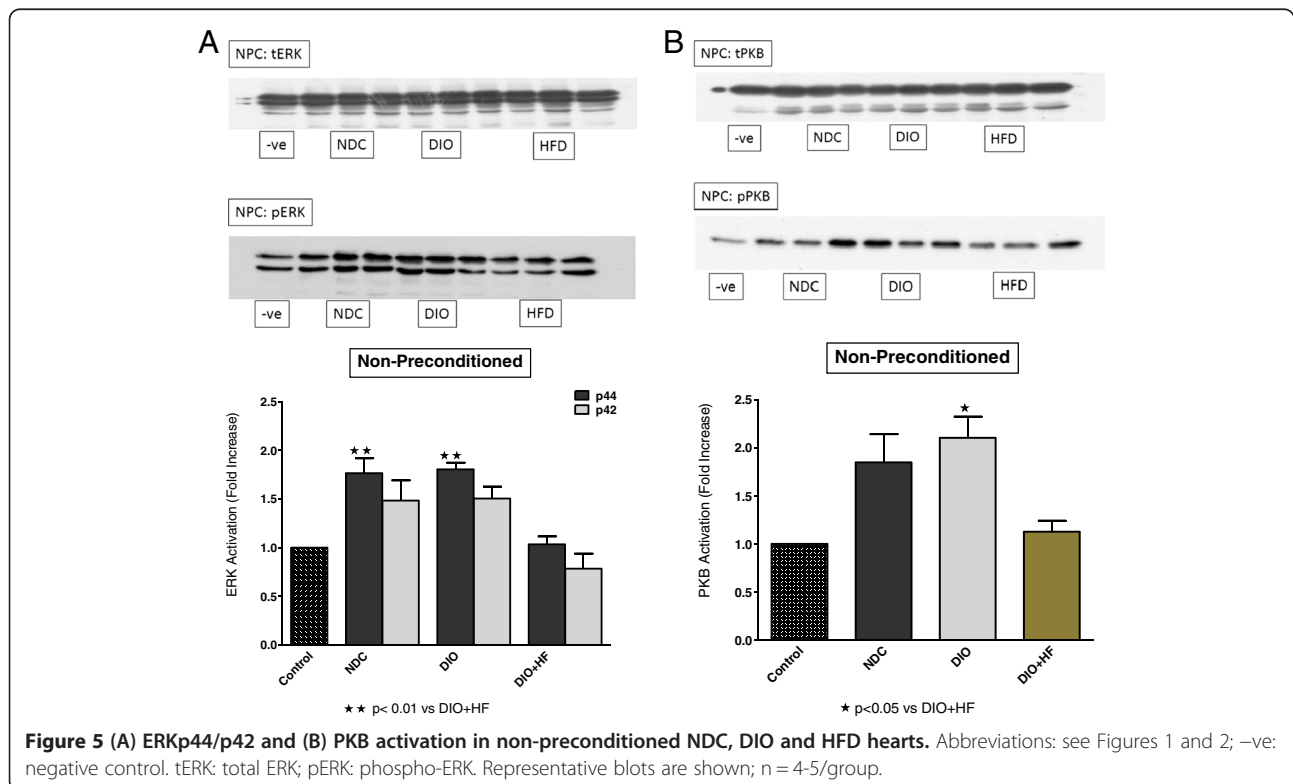 A
NPC: tERK
-ve NDC DIO HFD
NPC: pERK
-ve NDC DIO HFD
Non-Preconditioned
p44
p42
ERK Activation (Fold Increase)
2.5
2.0
1.5
1.0
0.5
0.0
★★ ★★
Control NDC DIO DIO+HF
★★ p< 0.01 vs DIO+HF
B
NPC: tPKB
-ve NDC DIO HFD
NPC: pPKB
-ve NDC DIO HFD
Non-Preconditioned
PKB Activation (Fold Increase)
2.5
2.0
1.5
1.0
0.5
0.0
★
Control NDC DIO DIO+HF
★ p<0.05 vs DIO+HF
Figure 5 (A) ERKp44/p42 and (B) PKB activation in non-preconditioned NDC, DIO and HFD hearts. Abbreviations: see Figures 1 and 2; −ve:
negative control. tERK: total ERK; pERK: phospho-ERK. Representative blots are shown; n = 4-5/group.